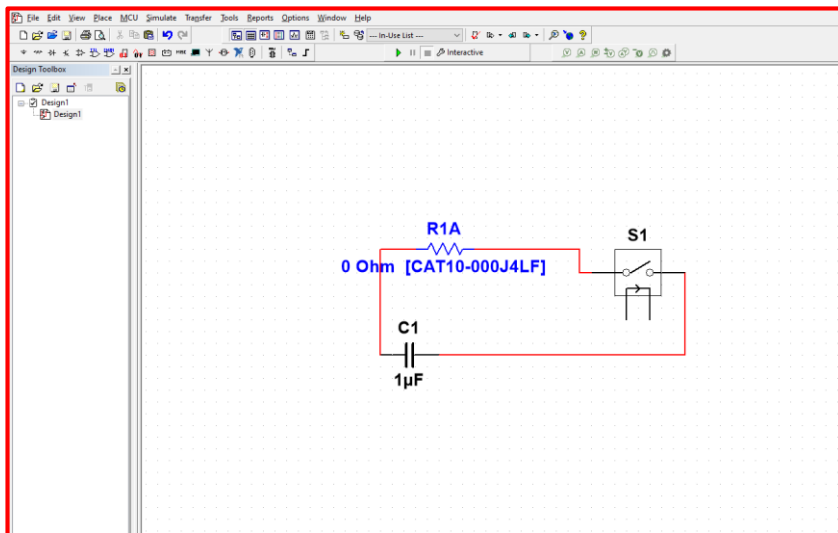 File Edit View Place MCU Simulate Transfer Tools Reports Options Window Help
--- In-Use List ---
Interactive
Design Toolbox
Design1
Design1
R1A
S1
0 Ohm [CAT10-000J4LF]
C1
1µF